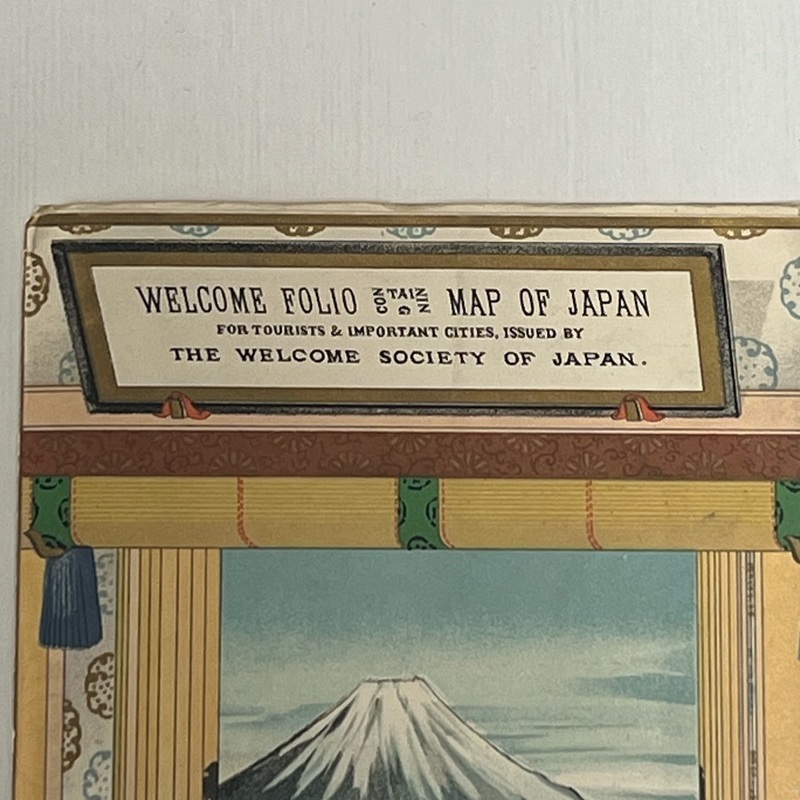 WELCOME FOLIO CONTAINING MAP OF JAPAN
FOR TOURISTS & IMPORTANT CITIES, ISSUED BY
THE WELCOME SOCIETY OF JAPAN.